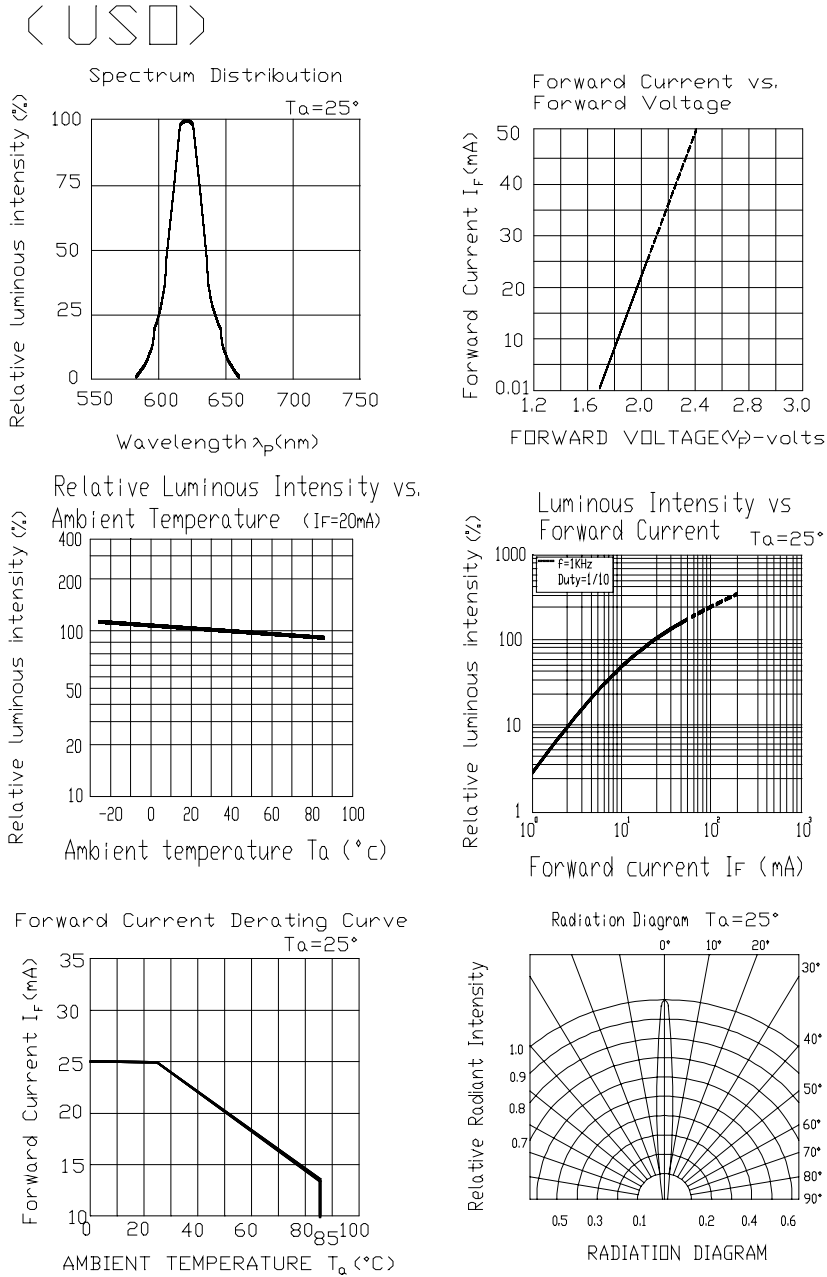 (USO)
Spectrum Distribution
Ta=25°
Relative luminous intensity (%)
100
75
50
25
0
550 600 650 700 750
Wavelength λp(nm)
Forward Current vs.
Forward Voltage
Forward Current IF(mA)
50
40
30
20
10
0.01
1.2 1.6 2.0 2.4 2.8 3.0
FORWARD VOLTAGE(VF)-volts
Relative Luminous Intensity vs.
Ambient Temperature (IF=20mA)
Relative luminous intensity (%)
400
200
100
50
20
10
-20 0 20 40 60 80 100
Ambient temperature Ta (°c)
Luminous Intensity vs
Forward Current Ta=25°
f=1KHz
Duty=1/10
Relative luminous intensity (%)
1000
100
10
1
10⁰ 10¹ 10² 10³
Forward current IF (mA)
Forward Current Derating Curve
Ta=25°
Forward Current IF(mA)
35
30
25
20
15
10
0 20 40 60 80 85 100
AMBIENT TEMPERATURE Ta(°C)
Radiation Diagram Ta=25°
0° 10° 20°
30°
40°
50°
60°
70°
80°
90°
Relative Radiant Intensity
1.0
0.9
0.8
0.7
0.5 0.3 0.1 0.2 0.4 0.6
RADIATION DIAGRAM